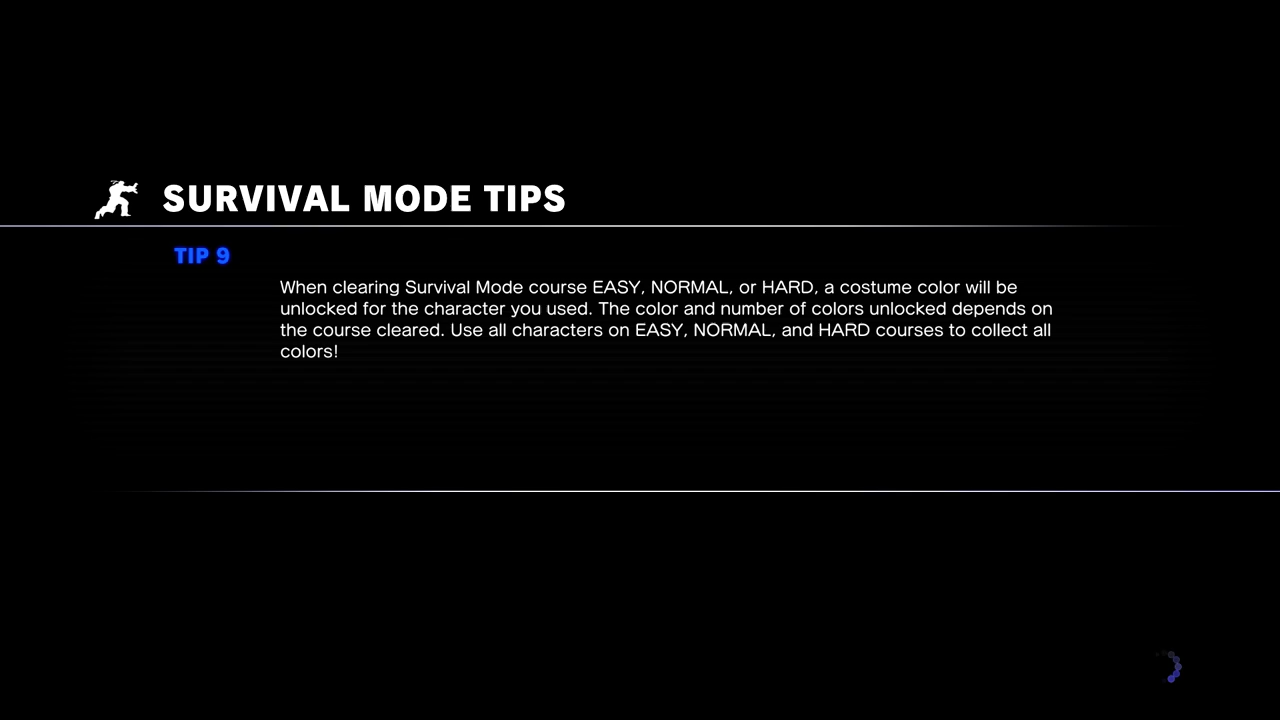 SURVIVAL MODE TIPS
TIP 9
When clearing Survival Mode course EASY, NORMAL, or HARD, a costume color will be
unlocked for the character you used. The color and number of colors unlocked depends on
the course cleared. Use all characters on EASY, NORMAL, and HARD courses to collect all
colors!